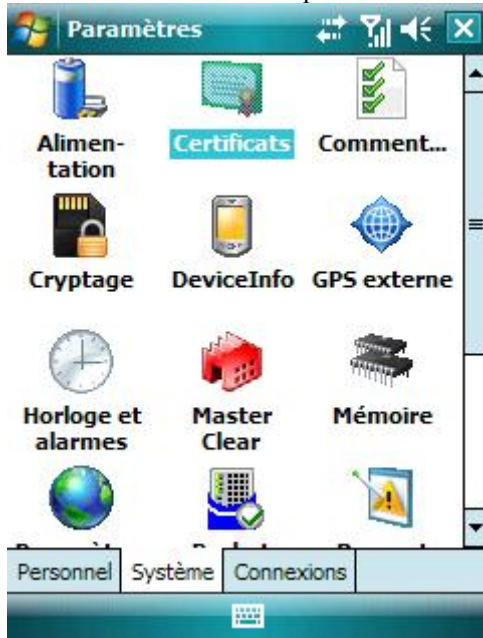 Paramètres
Alimen-
tation
Certificats
Comment...
Cryptage
DeviceInfo
GPS externe
Horloge et
alarmes
Master
Clear
Mémoire
Personnel
Système
Connexions